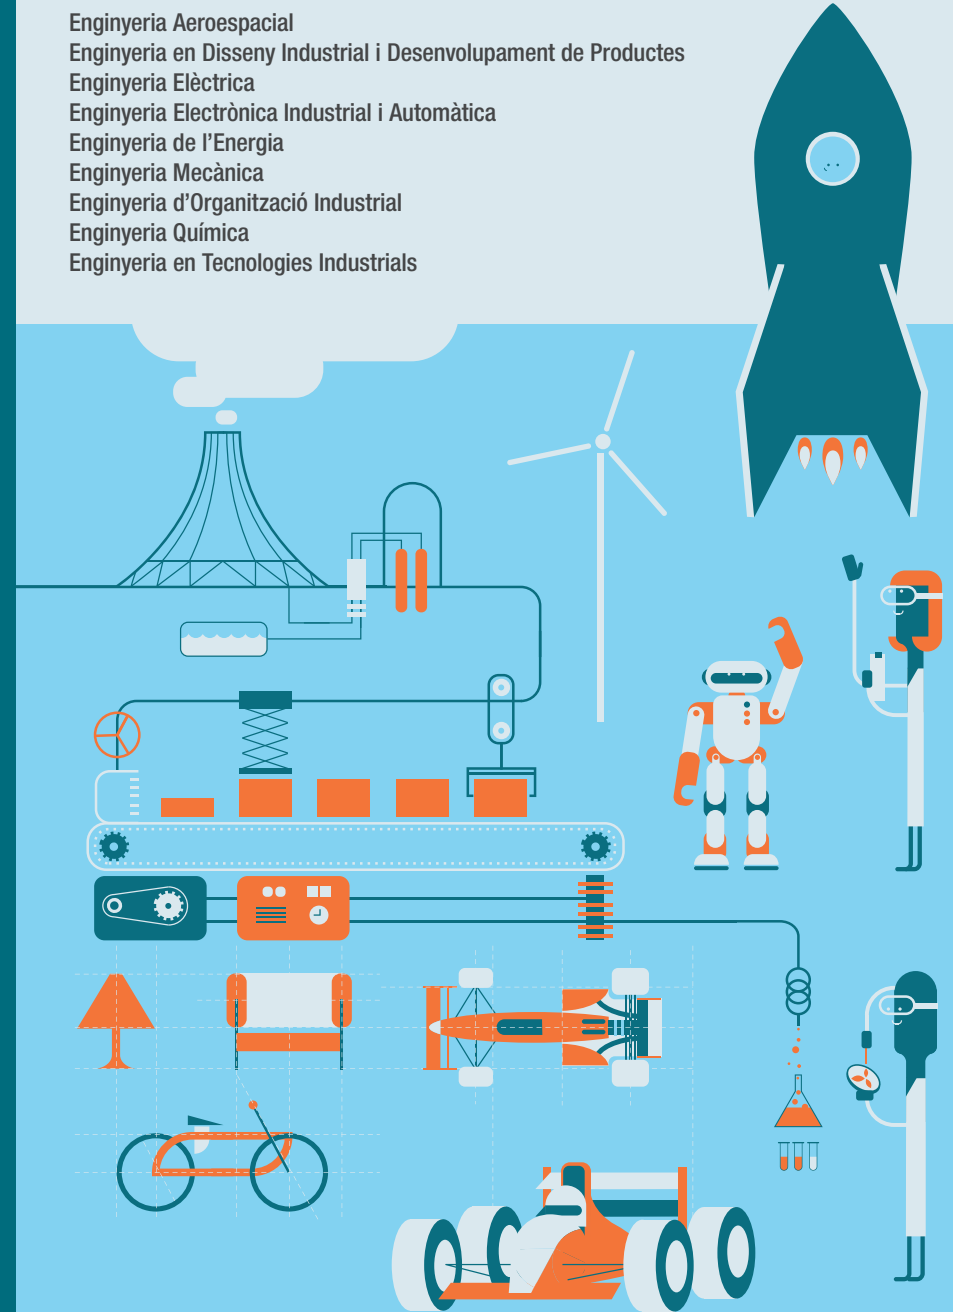 Enginyeria Aeroespacial
Enginyeria en Disseny Industrial i Desenvolupament de Productes
Enginyeria Elèctrica
Enginyeria Electrònica Industrial i Automàtica
Enginyeria de l’Energia
Enginyeria Mecànica
Enginyeria d’Organització Industrial
Enginyeria Química
Enginyeria en Tecnologies Industrials